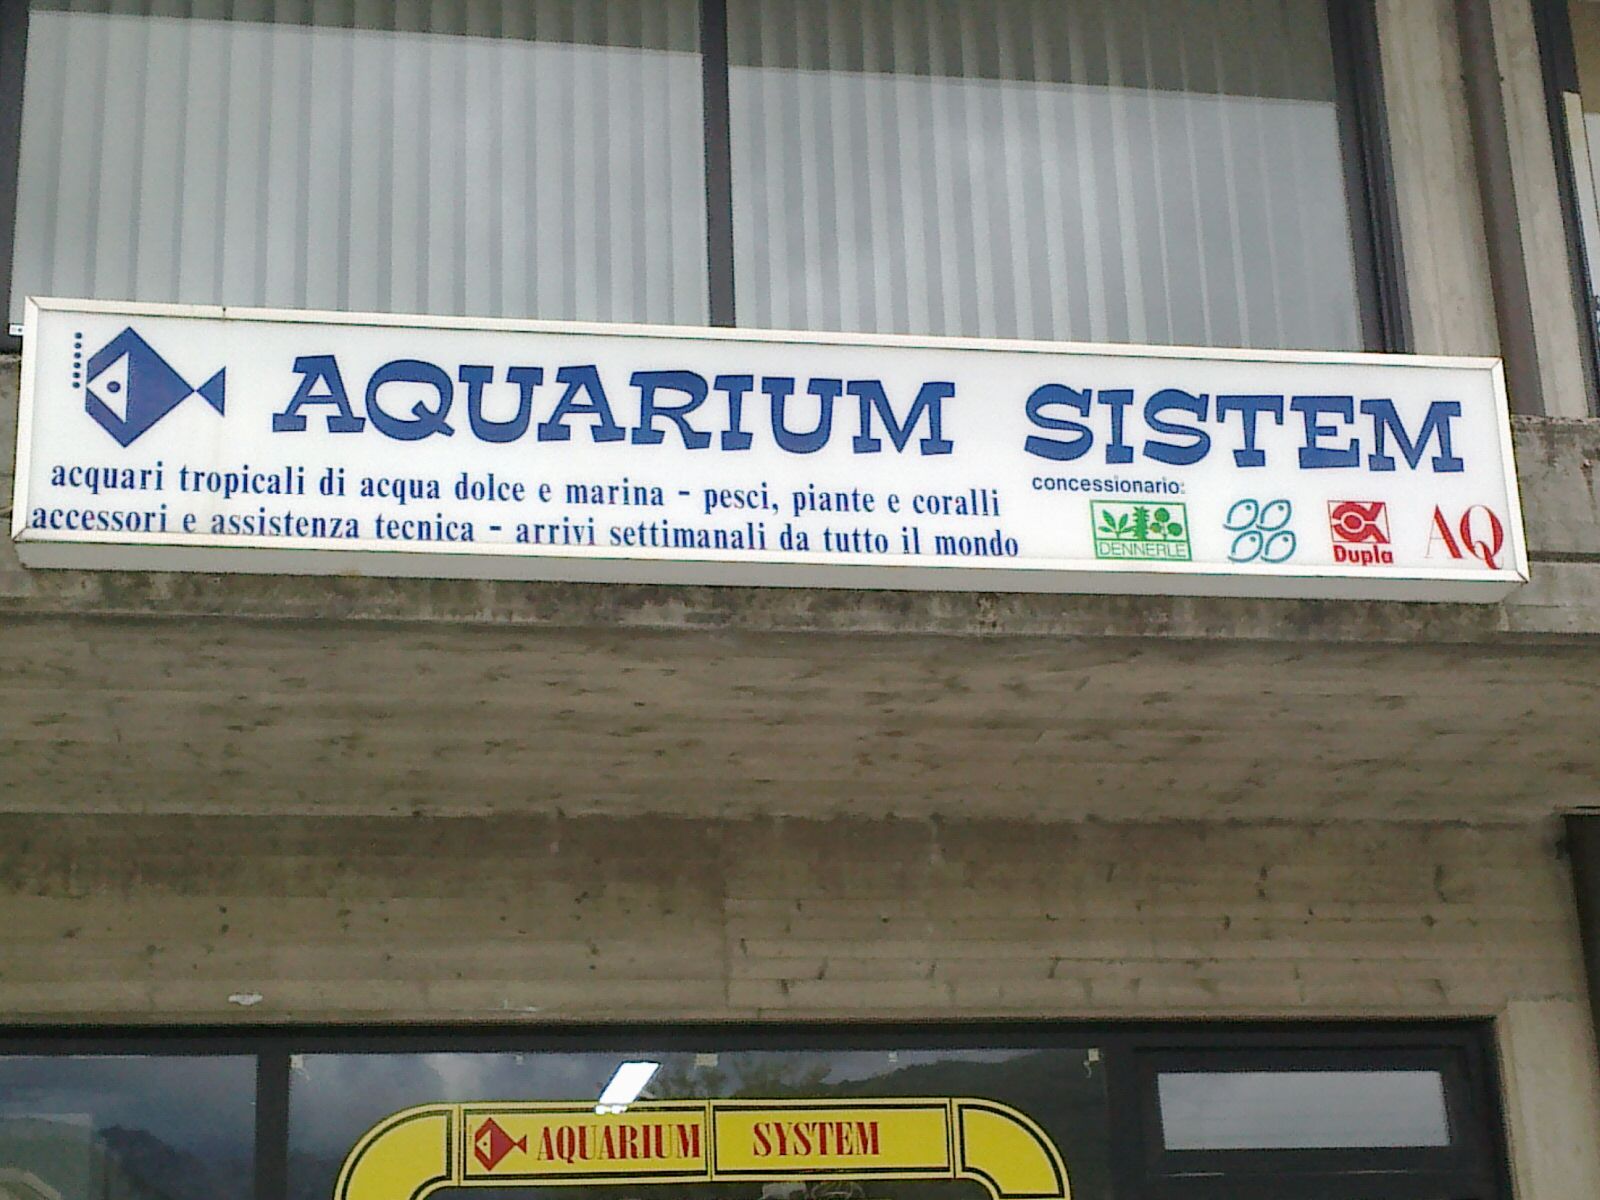 AQUARIUM SISTEM
acquari tropicali di acqua dolce e marina - pesci, piante e coralli
accessori e assistenza tecnica - arrivi settimanali da tutto il mondo
concessionario:
DENNERLE
Dupla
AQ
AQUARIUM SYSTEM